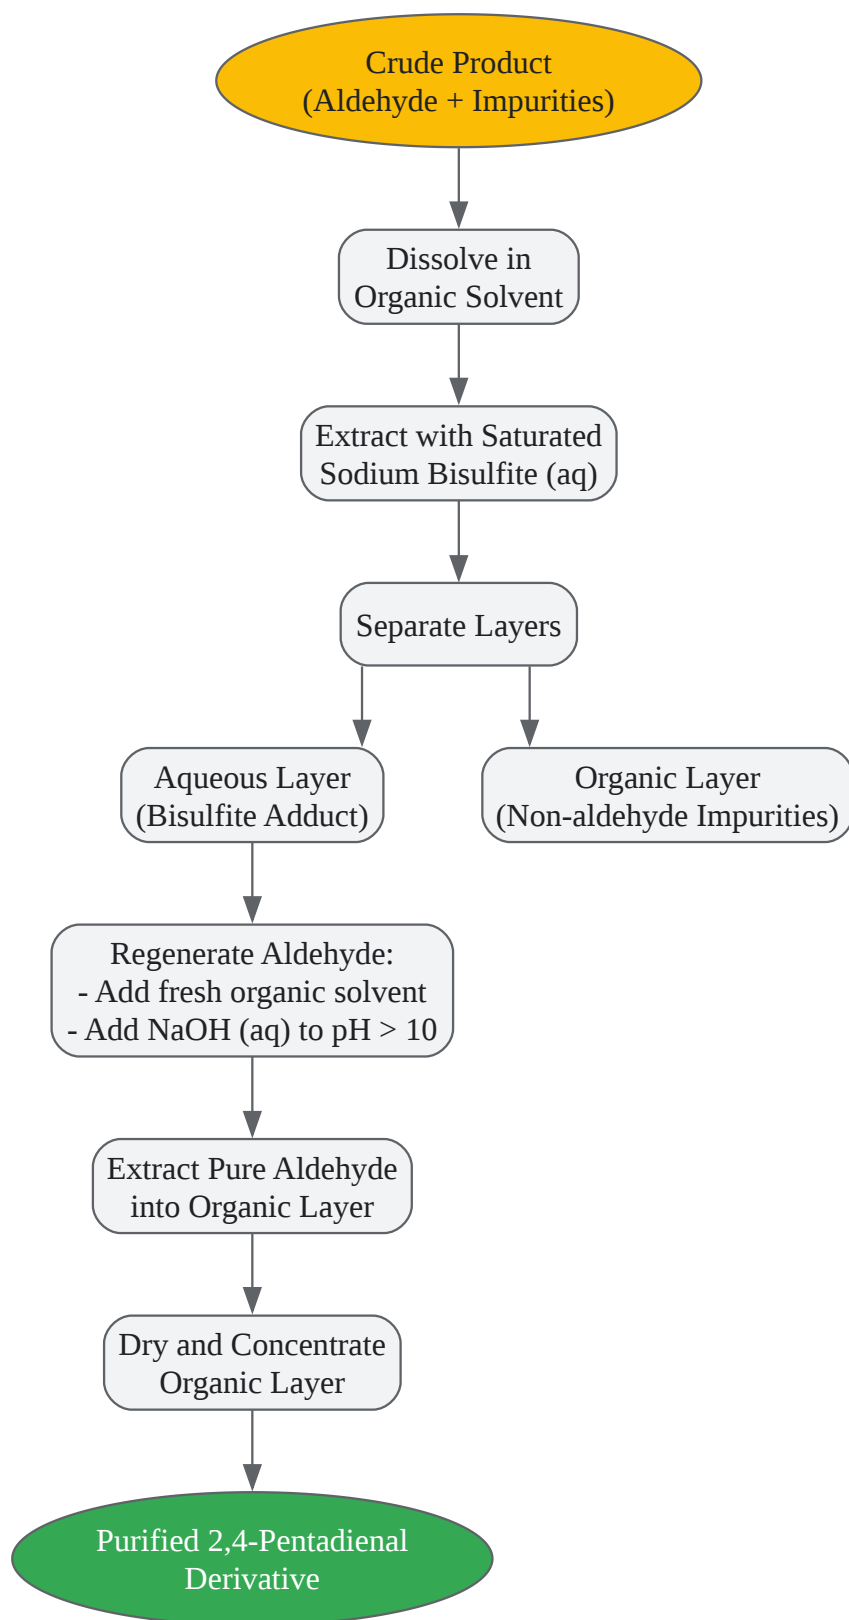 Crude Product
(Aldehyde + Impurities)
Dissolve in
Organic Solvent
Extract with Saturated
Sodium Bisulfite (aq)
Separate Layers
Aqueous Layer
(Bisulfite Adduct)
Organic Layer
(Non-aldehyde Impurities)
Regenerate Aldehyde:
- Add fresh organic solvent
- Add NaOH (aq) to pH > 10
Extract Pure Aldehyde
into Organic Layer
Dry and Concentrate
Organic Layer
Purified 2,4-Pentadienal
Derivative